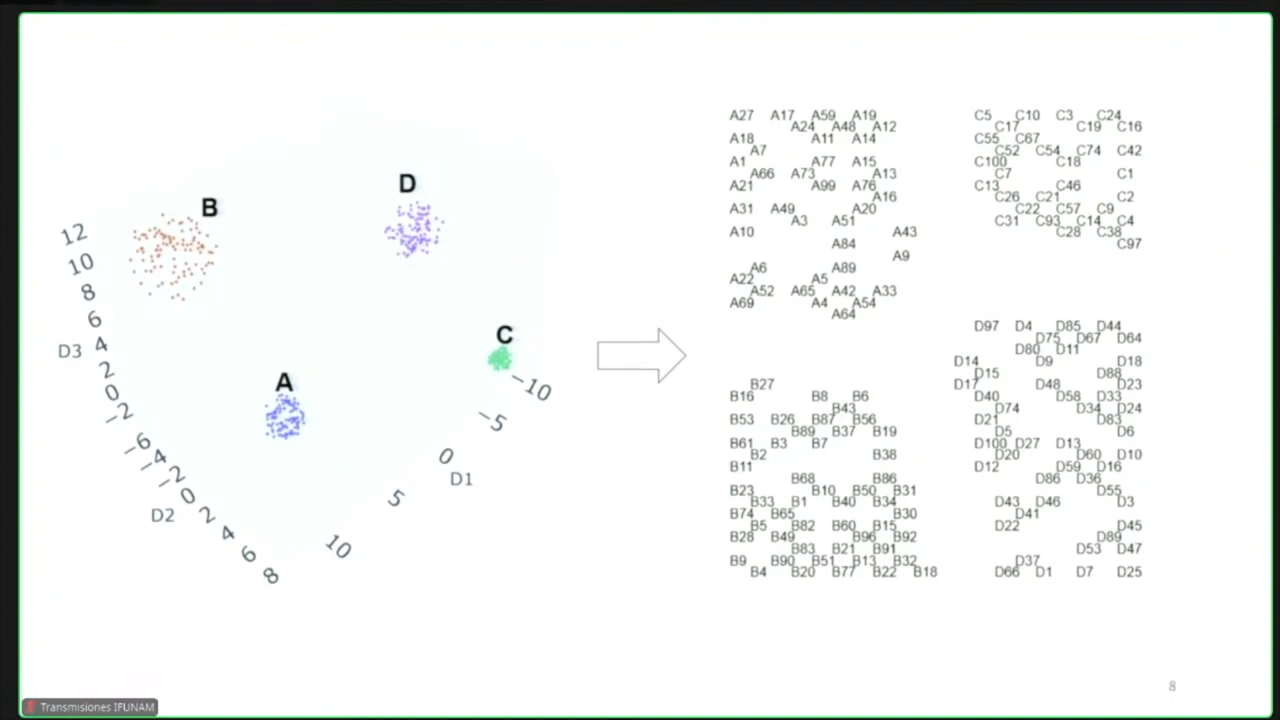 B
D
12
10
8
6
D3
4
2
0
−2
−6
−4
−2
0
D2
2
4
6
8
A
C
−10
−5
0
D1
5
10
A27 A17 A59 A19
A24 A48 A12
A18 A11 A14
A7
A1 A77 A15
A66 A73 A13
A21 A99 A76
A16
A31 A49 A20
A3 A51
A10 A43
A84
A9
A6 A89
A22 A5
A52 A65 A42 A33
A69 A4 A54
A64
C5 C10 C3 C24
C17 C19 C16
C55 C67
C52 C54 C74 C42
C100 C18
C7 C1
C13 C46
C26 C21 C2
C22 C57 C9
C31 C93 C14 C4
C28 C38
C97
B27
B16 B8 B6
B43
B53 B26 B87 B56
B89 B37 B19
B61 B3 B7
B2 B38
B11
B68 B86
B23 B10 B50 B31
B33 B1 B40 B34
B74 B65 B30
B5 B82 B60 B15
B28 B49 B96 B92
B83 B21 B91
B9 B90 B51 B13 B32
B4 B20 B77 B22 B18
D97 D4 D85 D44
D75 D67 D64
D80 D11
D14 D9 D18
D15 D88
D17 D48 D23
D40 D58 D33
D74 D34 D24
D21 D83
D5 D6
D100 D27 D13
D20 D60 D10
D12 D59 D16
D86 D36
D55
D43 D46 D3
D41
D22 D45
D89
D53 D47
D37
D66 D1 D7 D25
8
Transmisiones IFUNAM